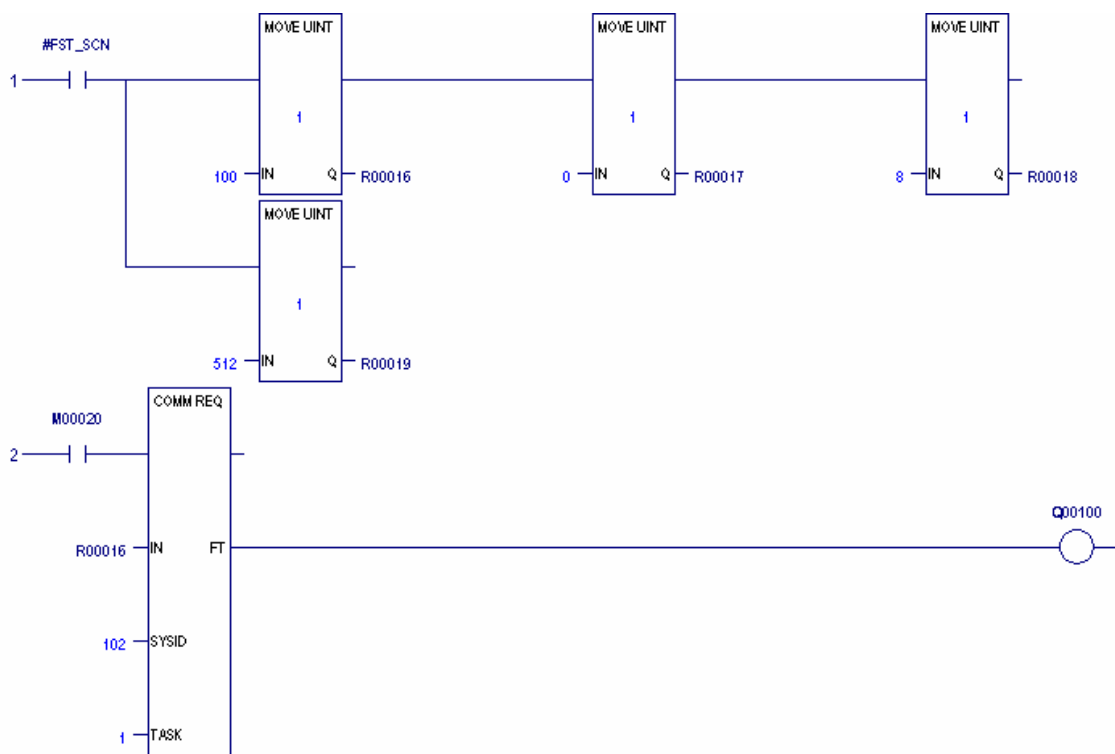 #FST_SCN
1
MOVE UINT
1
100
IN
Q
R00016
MOVE UINT
1
0
IN
Q
R00017
MOVE UINT
1
8
IN
Q
R00018
MOVE UINT
1
512
IN
Q
R00019
M00020
2
COMM REQ
R00016
IN
FT
Q00100
102
SYSID
1
TASK